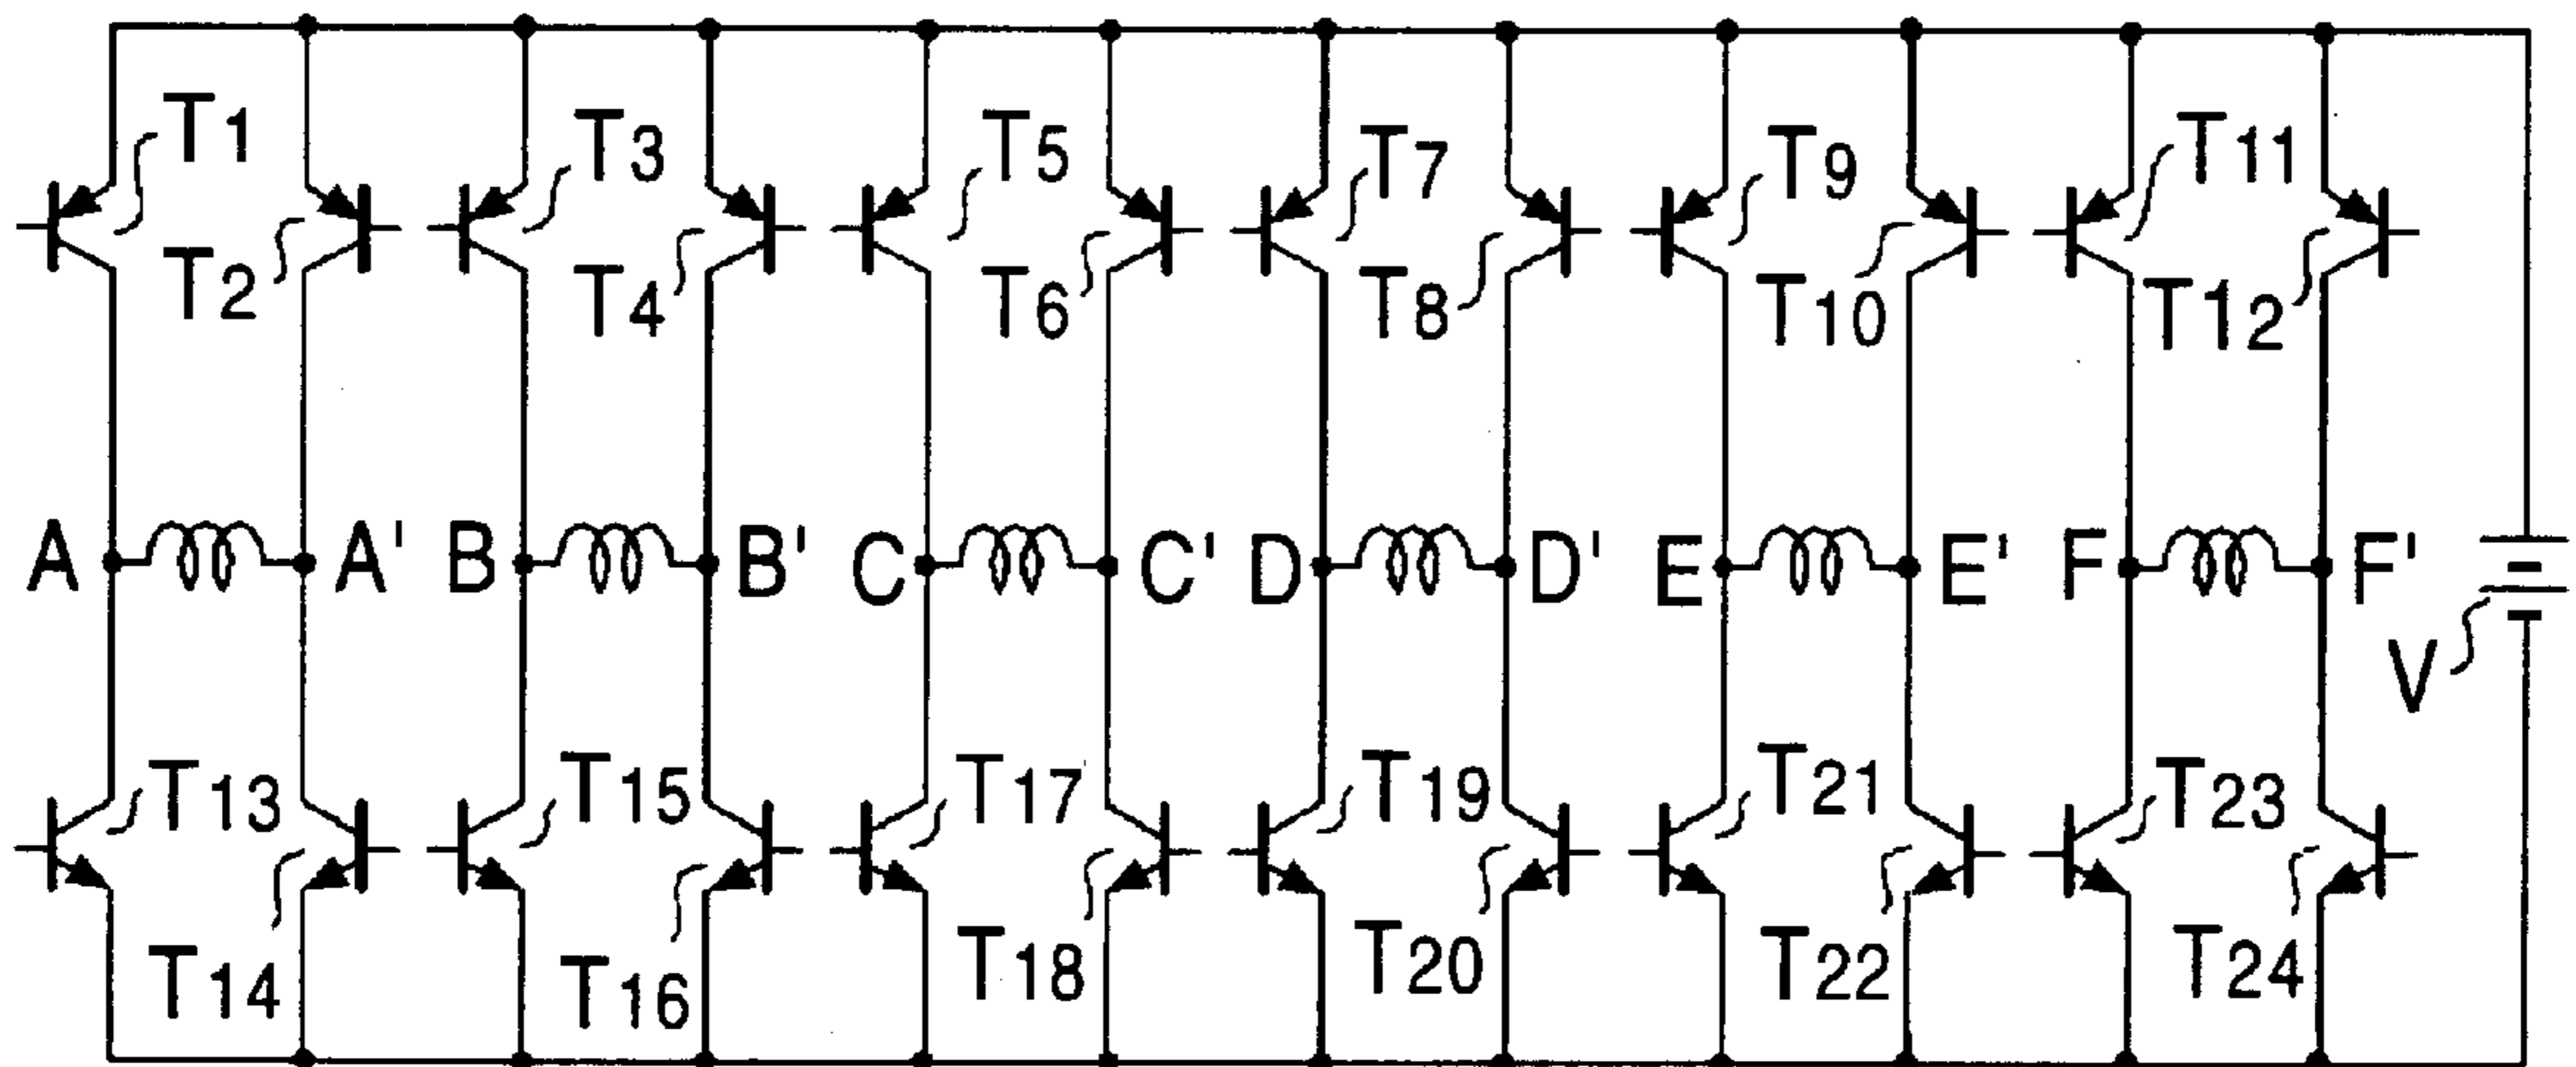 T1 T3 T5 T7 T9 T11
T2 T4 T6 T8 T10 T12
A A' B B' C C' D D' E E' F F'
V
T13 T15 T17 T19 T21 T23
T14 T16 T18 T20 T22 T24